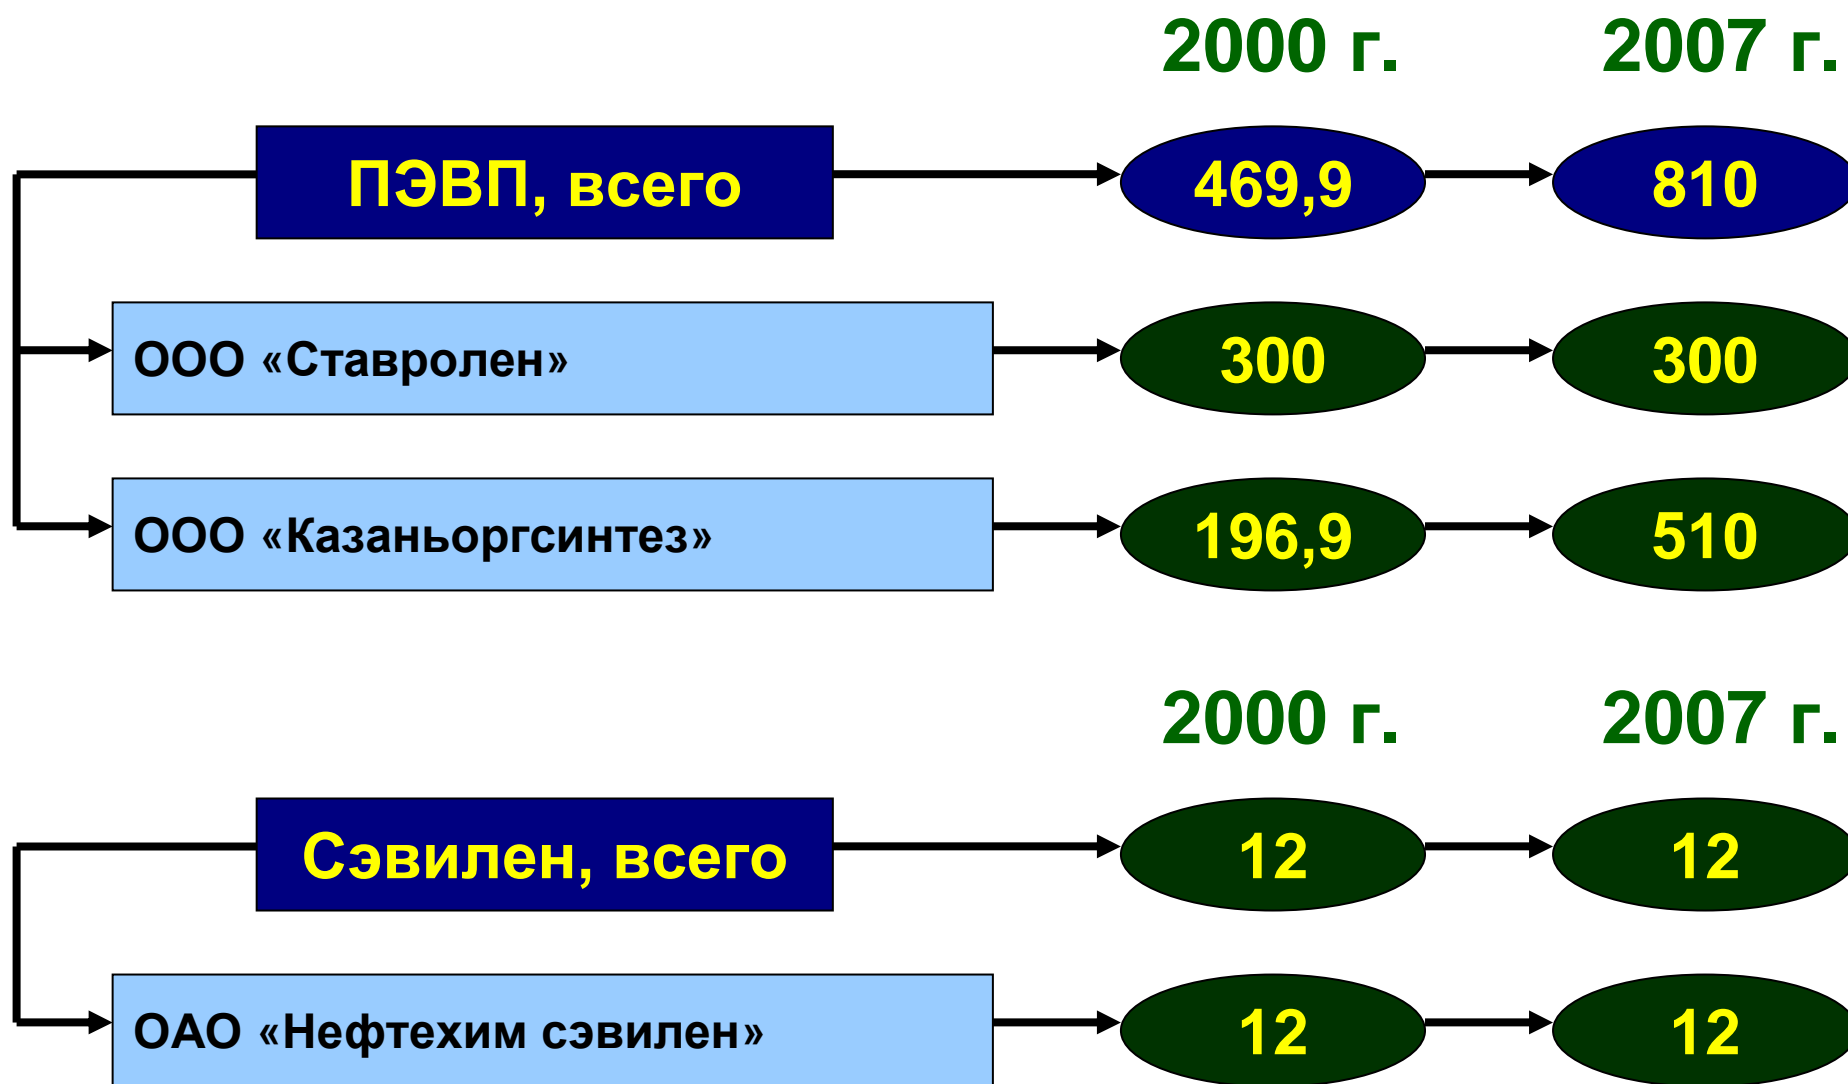 2000 г. 2007 г.
ПЭВП, всего 469,9 810
ООО «Ставролен» 300 300
ООО «Казаньоргсинтез» 196,9 510
2000 г. 2007 г.
Сэвилен, всего 12 12
ОАО «Нефтехим сэвилен» 12 12